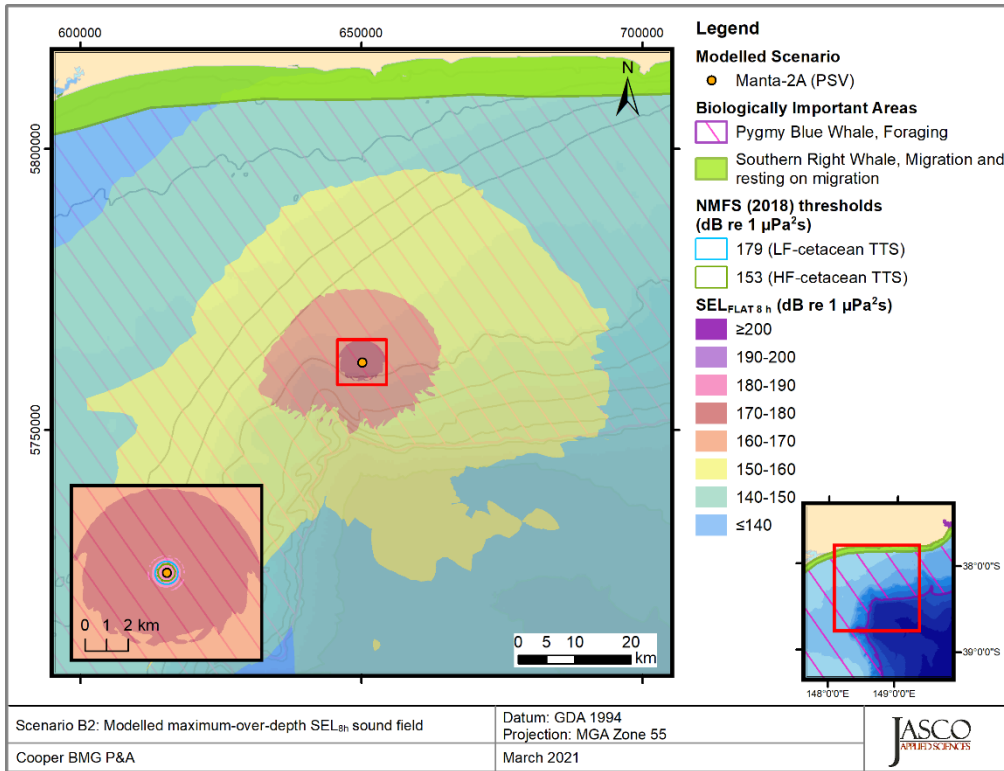 600000 650000 700000
5800000
5750000
N
0 1 2 km
0 5 10 20
km
Legend
Modelled Scenario
Manta-2A (PSV)
Biologically Important Areas
Pygmy Blue Whale, Foraging
Southern Right Whale, Migration and
resting on migration
NMFS (2018) thresholds
(dB re 1 µPa²s)
179 (LF-cetacean TTS)
153 (HF-cetacean TTS)
SELFLAT 8 h (dB re 1 µPa²s)
≥200
190-200
180-190
170-180
160-170
150-160
140-150
≤140
38°0'0"S
39°0'0"S
148°0'0"E 149°0'0"E
Scenario B2: Modelled maximum-over-depth SEL8h sound field
Cooper BMG P&A
Datum: GDA 1994
Projection: MGA Zone 55
March 2021
JASCO
APPLIED SCIENCES